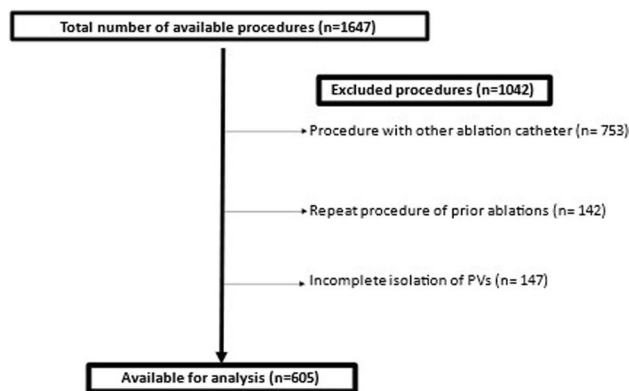 Total number of available procedures (n=1647)
Excluded procedures (n=1042)
Procedure with other ablation catheter (n= 753)
Repeat procedure of prior ablations (n= 142)
Incomplete isolation of PVs (n= 147)
Available for analysis (n=605)